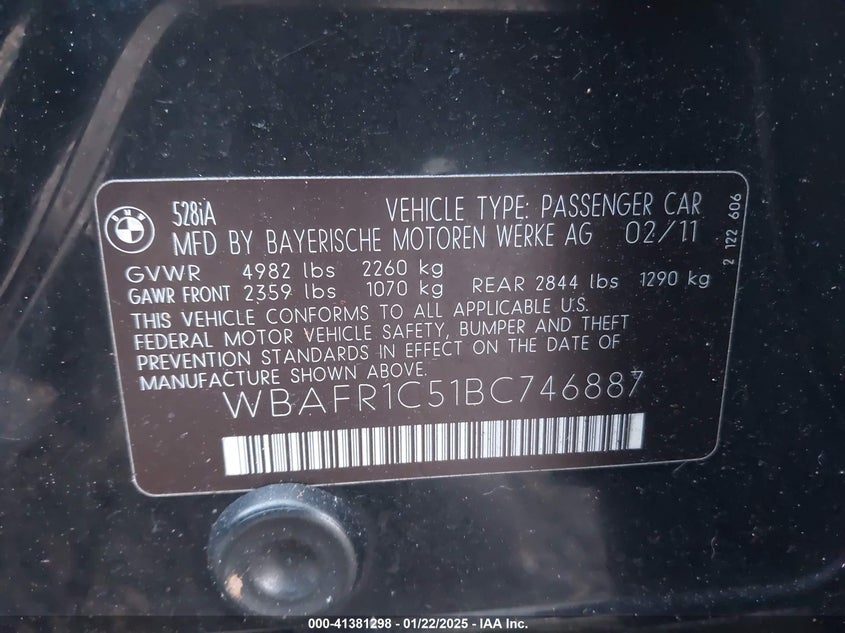 BMW
528iA
VEHICLE TYPE: PASSENGER CAR
MFD BY BAYERISCHE MOTOREN WERKE AG 02/11
GVWR 4982 lbs 2260 kg
GAWR FRONT 2359 lbs 1070 kg REAR 2844 lbs 1290 kg
THIS VEHICLE CONFORMS TO ALL APPLICABLE U.S.
FEDERAL MOTOR VEHICLE SAFETY, BUMPER AND THEFT
PREVENTION STANDARDS IN EFFECT ON THE DATE OF
MANUFACTURE SHOWN ABOVE.
WBAFR1C51BC746887
2 122 606
000-41381298 - 01/22/2025 - IAA Inc.